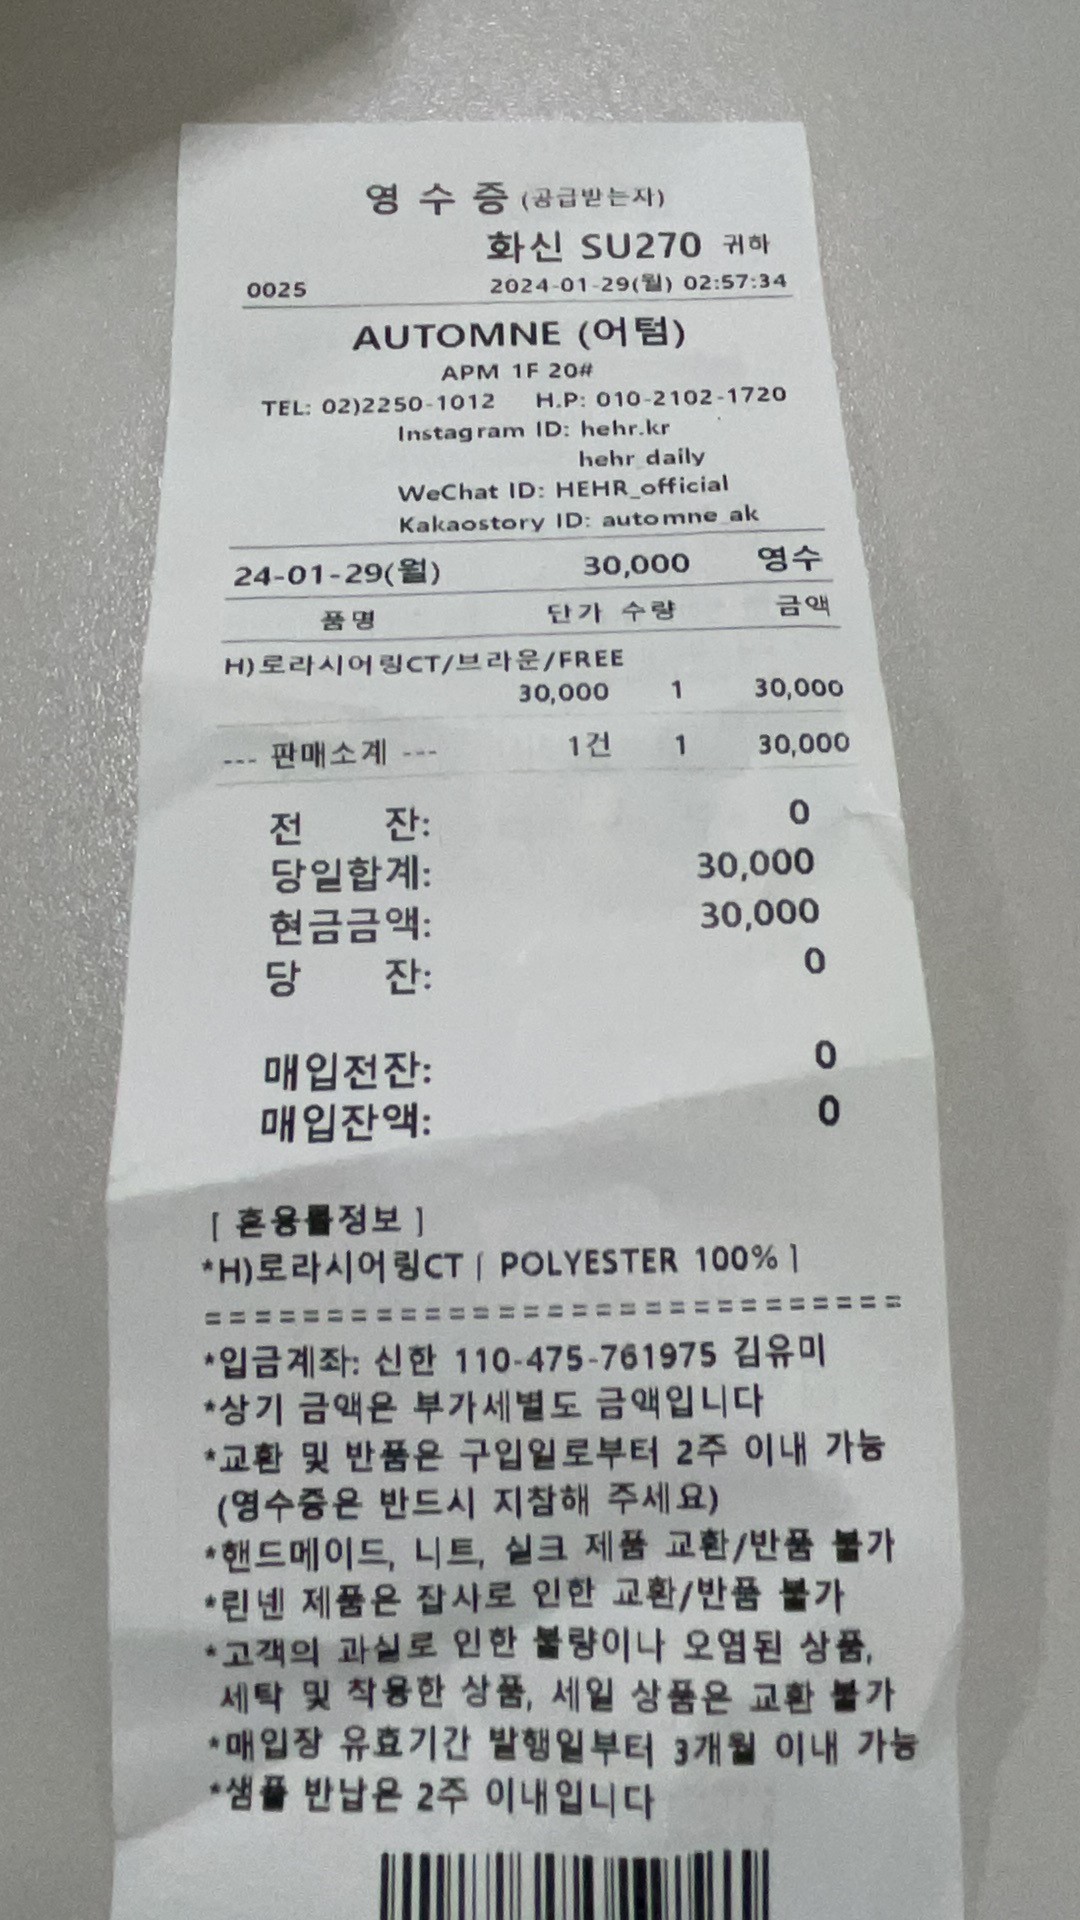 영 수 증 (공급받는자)
화신 SU270 귀하
0025 2024-01-29(월) 02:57:34
AUTOMNE (어텀)
APM 1F 20#
TEL: 02)2250-1012 H.P: 010-2102-1720
Instagram ID: hehr.kr
hehr_daily
WeChat ID: HEHR_official
Kakaostory ID: automne_ak
24-01-29(월) 30,000 영수
품명 단가 수량 금액
H)로라시어링CT/브라운/FREE
30,000 1 30,000
--- 판매소계 --- 1건 1 30,000
전 잔: 0
당일합계: 30,000
현금금액: 30,000
당 잔: 0
매입전잔: 0
매입잔액: 0
[ 혼용률정보 ]
*H)로라시어링CT [ POLYESTER 100% ]
=============================
*입금계좌: 신한 110-475-761975 김유미
*상기 금액은 부가세별도 금액입니다
*교환 및 반품은 구입일로부터 2주 이내 가능
(영수증은 반드시 지참해 주세요)
*핸드메이드, 니트, 실크 제품 교환/반품 불가
*린넨 제품은 잡사로 인한 교환/반품 불가
*고객의 과실로 인한 불량이나 오염된 상품,
세탁 및 착용한 상품, 세일 상품은 교환 불가
*매입장 유효기간 발행일부터 3개월 이내 가능
*샘플 반납은 2주 이내입니다